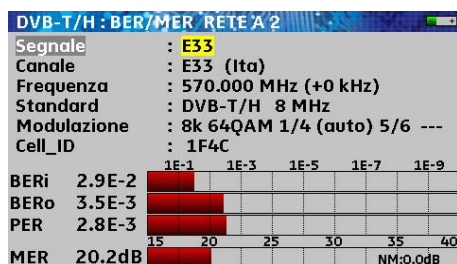 DVB-T/H : BER/MER RETE A 2
Segnale : E33
Canale : E33 (Ita)
Frequenza : 570.000 MHz (+0 kHz)
Standard : DVB-T/H 8 MHz
Modulazione : 8k 64QAM 1/4 (auto) 5/6 ---
Cell_ID : 1F4C
1E-1 1E-3 1E-5 1E-7 1E-9
BERi 2.9E-2
BERo 3.5E-3
PER 2.8E-3
15 20 25 30 35 40
MER 20.2dB NM:0.0dB